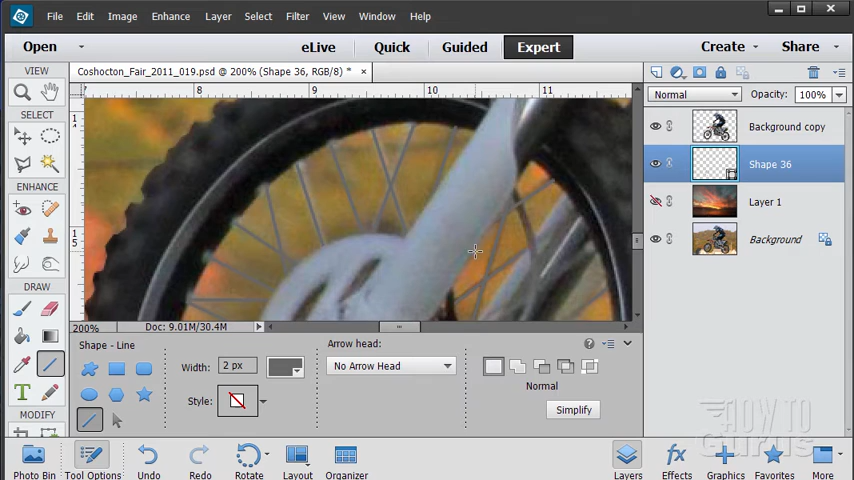 File Edit Image Enhance Layer Select Filter View Window Help
Open eLive Quick Guided Expert Create Share
Coshocton_Fair_2011_019.psd @ 200% (Shape 36, RGB/8) * ×
VIEW
SELECT
ENHANCE
DRAW
MODIFY
8 9 10 11
Normal Opacity: 100%
Background copy
Shape 36
Layer 1
Background
200% Doc: 9.01M/30.4M
Shape - Line
Width: 2 px
Style:
Arrow head:
No Arrow Head
Normal
Simplify
HOW TO
Gurus
Photo Bin Tool Options Undo Redo Rotate Layout Organizer Layers Effects Graphics Favorites More